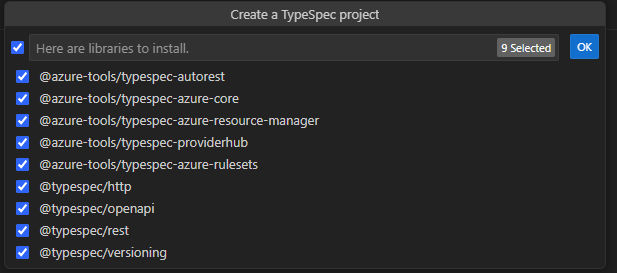 Create a TypeSpec project
Here are libraries to install. 9 Selected OK
@azure-tools/typespec-autorest
@azure-tools/typespec-azure-core
@azure-tools/typespec-azure-resource-manager
@azure-tools/typespec-providerhub
@azure-tools/typespec-azure-rulesets
@typespec/http
@typespec/openapi
@typespec/rest
@typespec/versioning